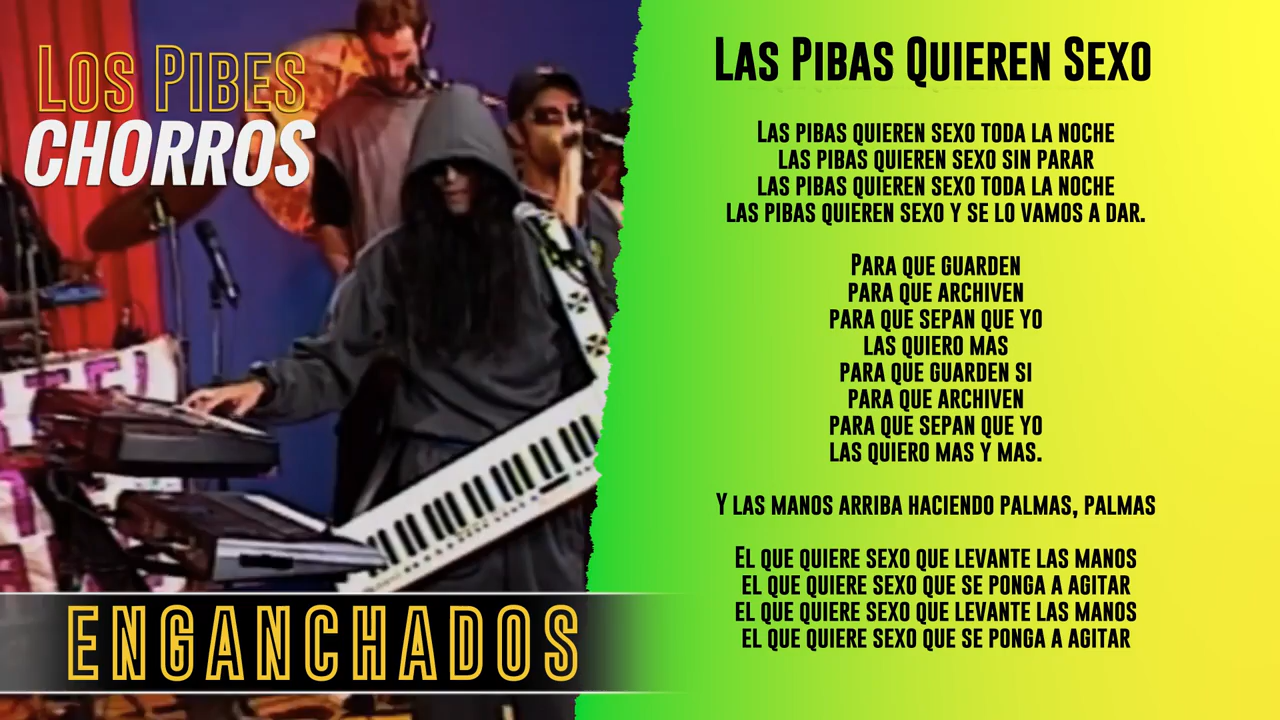 Los Pibes
CHORROS
ENGANCHADOS
Las Pibas Quieren Sexo
Las pibas quieren sexo toda la noche
las pibas quieren sexo sin parar
las pibas quieren sexo toda la noche
las pibas quieren sexo y se lo vamos a dar.
Para que guarden
para que archiven
para que sepan que yo
las quiero mas
para que guarden si
para que archiven
para que sepan que yo
las quiero mas y mas.
Y las manos arriba haciendo palmas, palmas
El que quiere sexo que levante las manos
el que quiere sexo que se ponga a agitar
el que quiere sexo que levante las manos
el que quiere sexo que se ponga a agitar